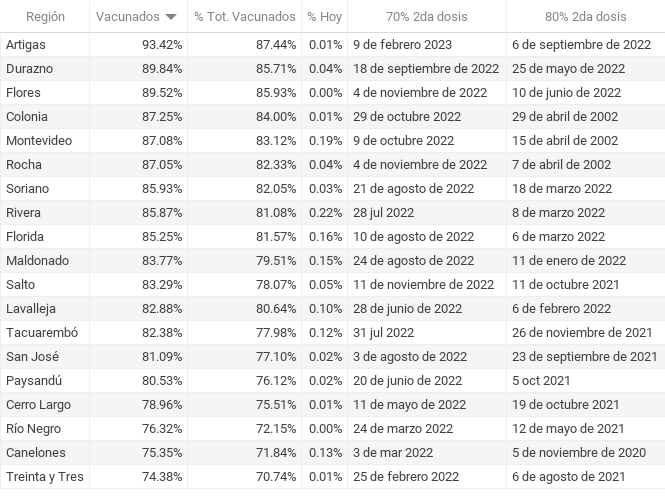 Región Vacunados % Tot. Vacunados % Hoy 70% 2da dosis 80% 2da dosis
Artigas 93.42% 87.44% 0.01% 9 de febrero 2023 6 de septiembre de 2022
Durazno 89.84% 85.71% 0.04% 18 de septiembre de 2022 25 de mayo de 2022
Flores 89.52% 85.93% 0.00% 4 de noviembre de 2022 10 de junio de 2022
Colonia 87.25% 84.00% 0.01% 29 de octubre 2022 29 de abril de 2002
Montevideo 87.08% 83.12% 0.19% 9 de octubre 2022 15 de abril de 2002
Rocha 87.05% 82.33% 0.04% 4 de noviembre de 2022 7 de abril de 2002
Soriano 85.93% 82.05% 0.03% 21 de agosto de 2022 18 de marzo 2022
Rivera 85.87% 81.08% 0.22% 28 jul 2022 8 de marzo 2022
Florida 85.25% 81.57% 0.16% 10 de agosto de 2022 6 de marzo 2022
Maldonado 83.77% 79.51% 0.15% 24 de agosto de 2022 11 de enero de 2022
Salto 83.29% 78.07% 0.05% 11 de noviembre de 2022 11 de octubre 2021
Lavalleja 82.88% 80.64% 0.10% 28 de junio de 2022 6 de febrero 2022
Tacuarembó 82.38% 77.98% 0.12% 31 jul 2022 26 de noviembre de 2021
San José 81.09% 77.10% 0.02% 3 de agosto de 2022 23 de septiembre de 2021
Paysandú 80.53% 76.12% 0.02% 20 de junio de 2022 5 oct 2021
Cerro Largo 78.96% 75.51% 0.01% 11 de mayo de 2022 19 de octubre 2021
Río Negro 76.32% 72.15% 0.00% 24 de marzo 2022 12 de mayo de 2021
Canelones 75.35% 71.84% 0.13% 3 de mar 2022 5 de noviembre de 2020
Treinta y Tres 74.38% 70.74% 0.01% 25 de febrero 2022 6 de agosto de 2021